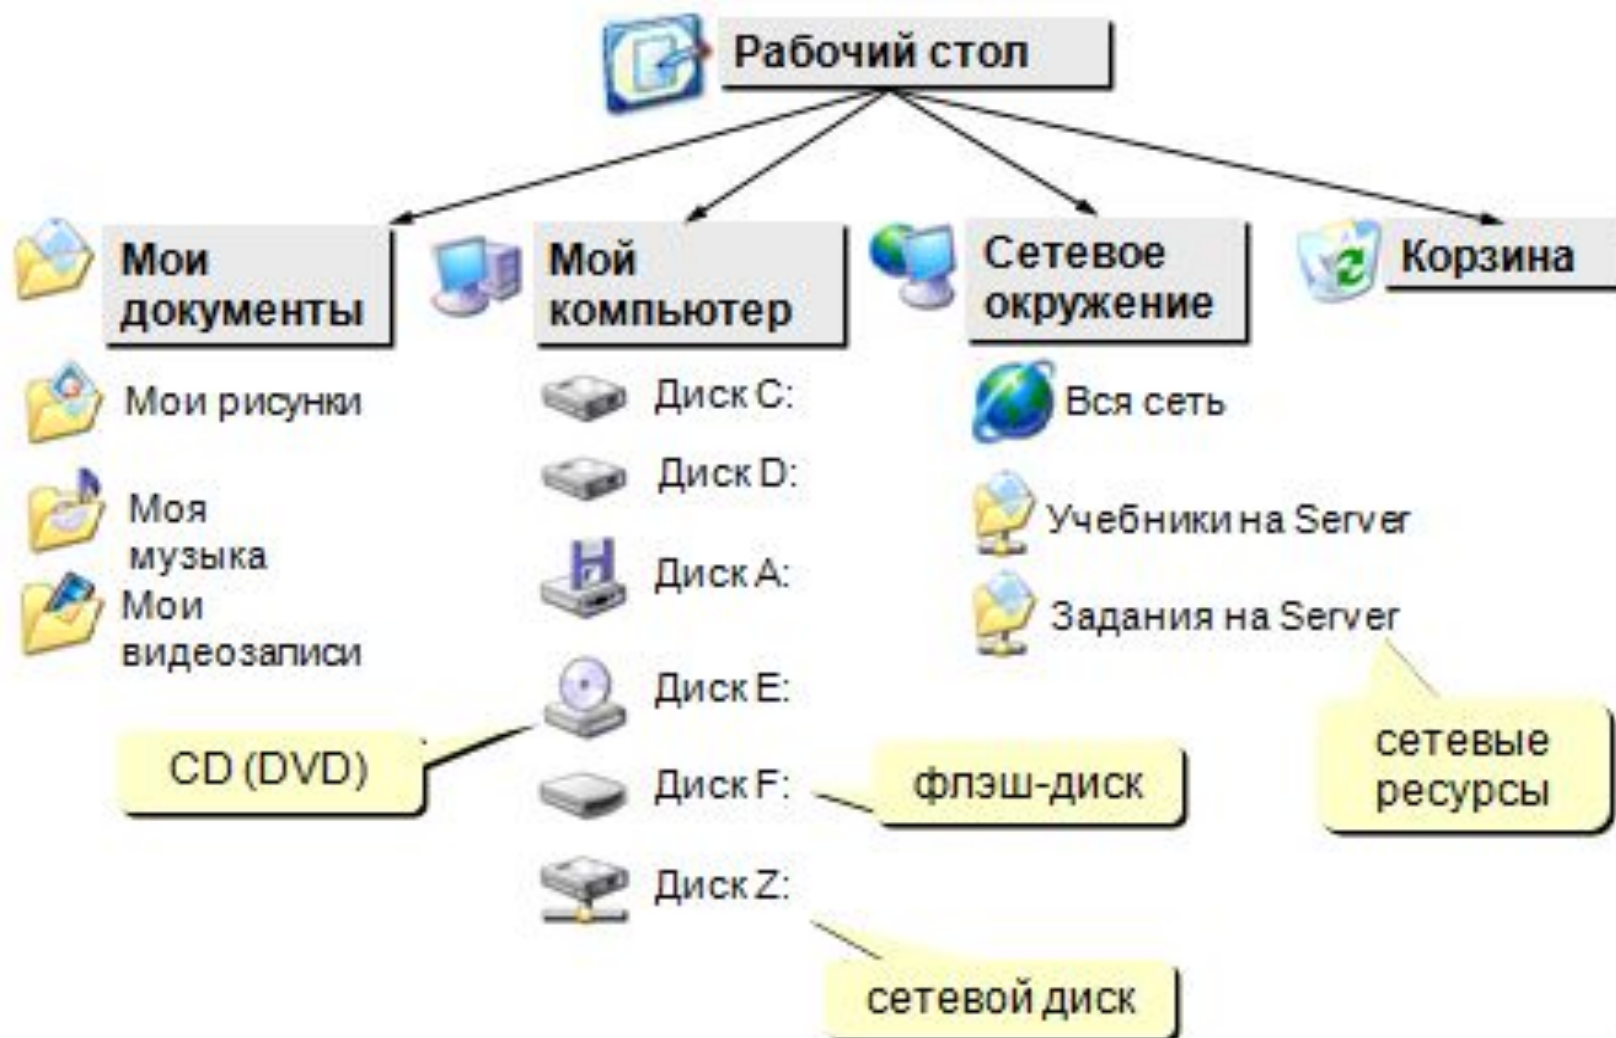 Рабочий стол
Мои
документы
Мой
компьютер
Сетевое
окружение
Корзина
Мои рисунки
Моя
музыка
Мои
видеозаписи
CD (DVD)
Диск C:
Диск D:
Диск A:
Диск E:
Диск F:
Диск Z:
флэш-диск
сетевой диск
Вся сеть
Учебники на Server
Задания на Server
сетевые
ресурсы